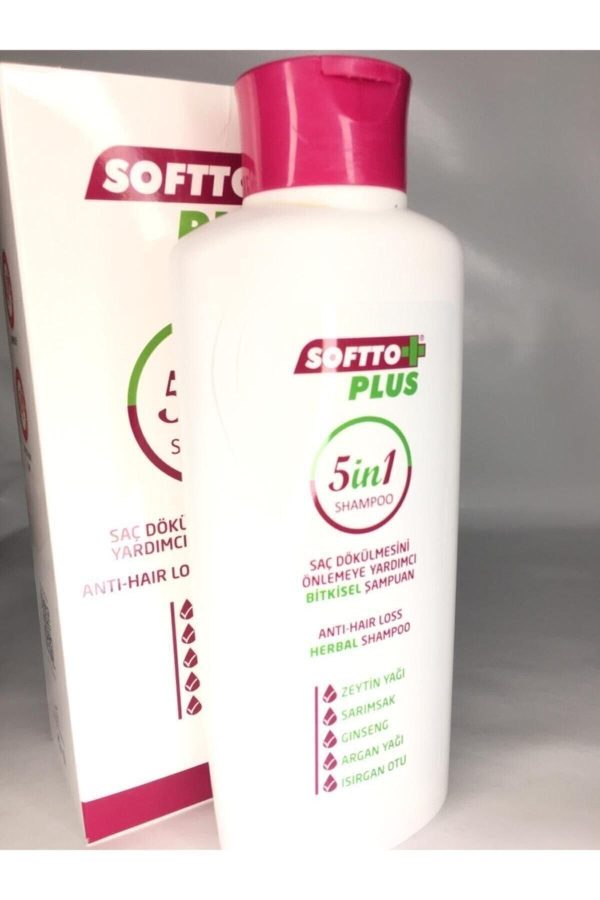 SOFTTO
PLUS
5
SAÇ DÖKÜ
YARDIMCI
ANTI-HAIR LO
SOFTTO+®
PLUS
5in1
SHAMPOO
SAÇ DÖKÜLMESİNİ
ÖNLEMEYE YARDIMCI
BİTKİSEL ŞAMPUAN
ANTI-HAIR LOSS
HERBAL SHAMPOO
ZEYTİN YAĞI
SARIMSAK
GINSENG
ARGAN YAĞI
ISIRGAN OTU